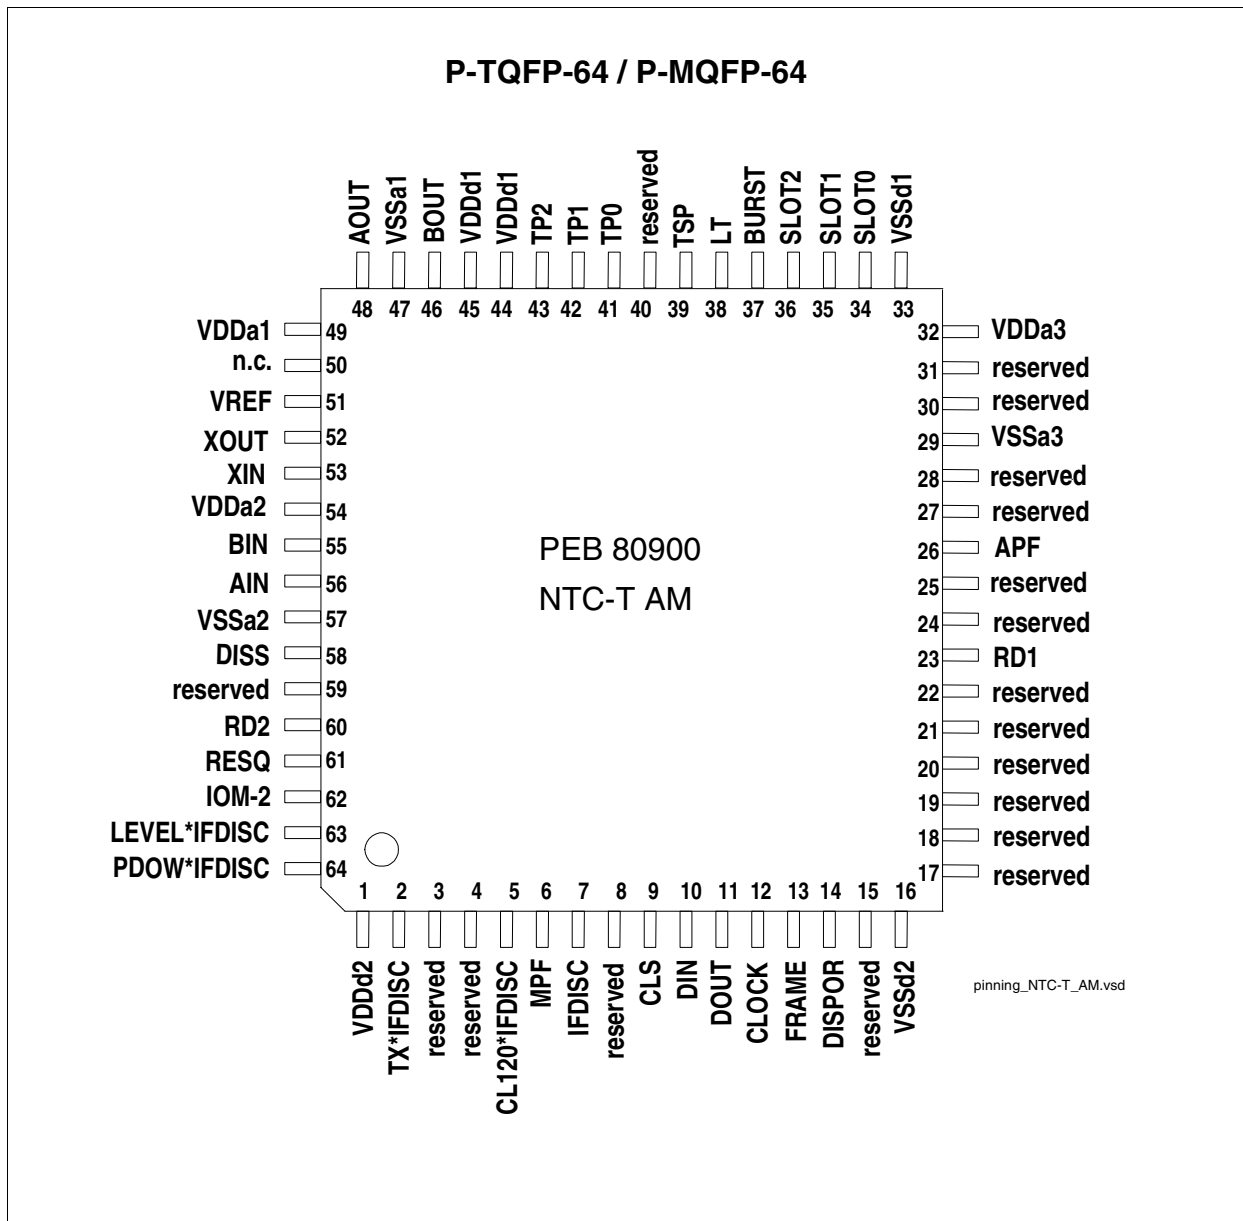 P-TQFP-64 / P-MQFP-64
AOUT
VSSa1
BOUT
VDDd1
VDDd1
TP2
TP1
TP0
reserved
TSP
LT
BURST
SLOT2
SLOT1
SLOT0
VSSd1
48 47 46 45 44 43 42 41 40 39 38 37 36 35 34 33
VDDa1 49
n.c. 50
VREF 51
XOUT 52
XIN 53
VDDa2 54
BIN 55
AIN 56
VSSa2 57
DISS 58
reserved 59
RD2 60
RESQ 61
IOM-2 62
LEVEL*IFDISC 63
PDOW*IFDISC 64
PEB 80900
NTC-T AM
32 VDDa3
31 reserved
30 reserved
29 VSSa3
28 reserved
27 reserved
26 APF
25 reserved
24 reserved
23 RD1
22 reserved
21 reserved
20 reserved
19 reserved
18 reserved
17 reserved
1 2 3 4 5 6 7 8 9 10 11 12 13 14 15 16
VDDd2
TX*IFDISC
reserved
reserved
CL120*IFDISC
MPF
IFDISC
reserved
CLS
DIN
DOUT
CLOCK
FRAME
DISPOR
reserved
VSSd2
pinning_NTC-T_AM.vsd